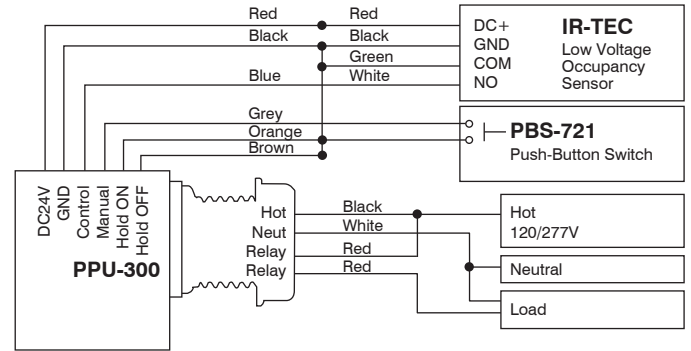 Red Red
Black Black
Green
Blue White
Grey
Orange
Brown
DC+
GND
COM
NO
IR-TEC
Low Voltage
Occupancy
Sensor
PBS-721
Push-Button Switch
DC24V
GND
Control
Manual
Hold ON
Hold OFF
PPU-300
Hot
Neut
Relay
Relay
Black
White
Red
Red
Hot
120/277V
Neutral
Load